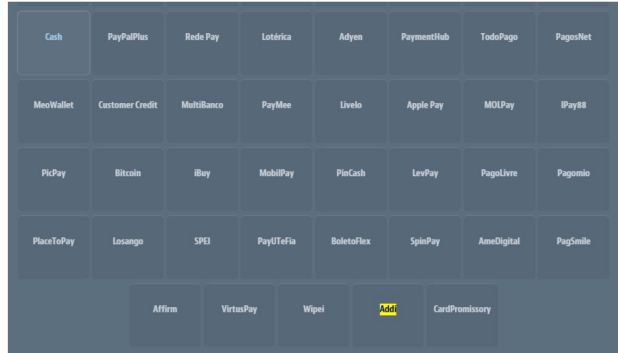 Cash PayPalPlus Rede Pay Lotérica Adyen PaymentHub TodoPago PagosNet
MeoWallet Customer Credit MultiBanco PayMee Livelo Apple Pay MOLPay IPay88
PicPay Bitcoin iBuy MobilPay PinCash LevPay PagoLivre Pagomio
PlaceToPay Losango SPEI PayUTeFia BoletoFlex SpinPay AmeDigital PagSmile
Affirm VirtusPay Wipei Addi CardPromissory